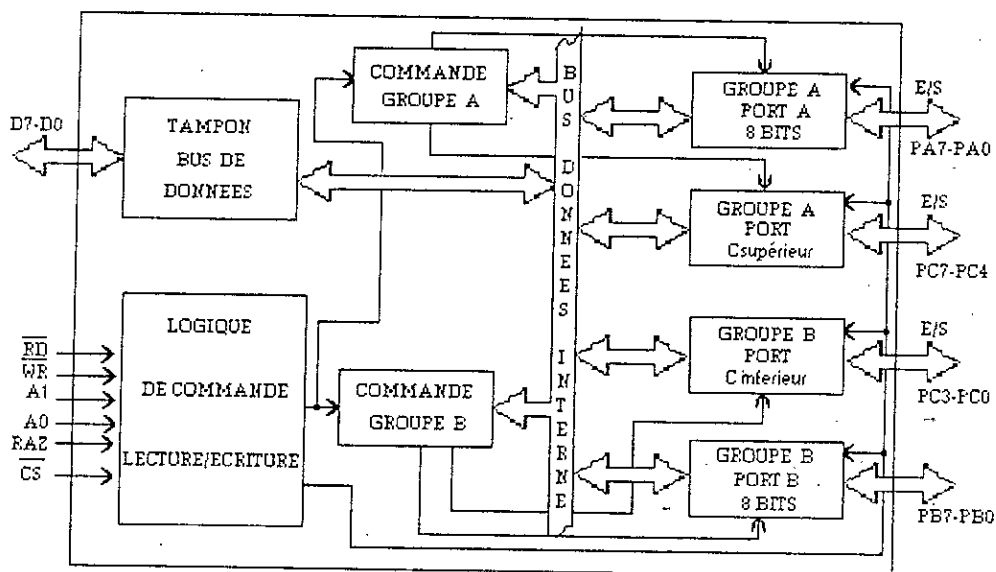 D7-D0
TAMPON
BUS DE
DONNEES
COMMANDE
GROUPE A
BUS DONNEES INTERNE
GROUPE A
PORT A
8 BITS
E/S
PA7-PA0
GROUPE A
PORT
Csupérieur
E/S
PC7-PC4
LOGIQUE
DE COMMANDE
LECTURE/ECRITURE
RD
WR
A1
A0
RAZ
CS
COMMANDE
GROUPE B
GROUPE B
PORT
C inferieur
E/S
PC3-PC0
GROUPE B
PORT B
8 BITS
PB7-PB0